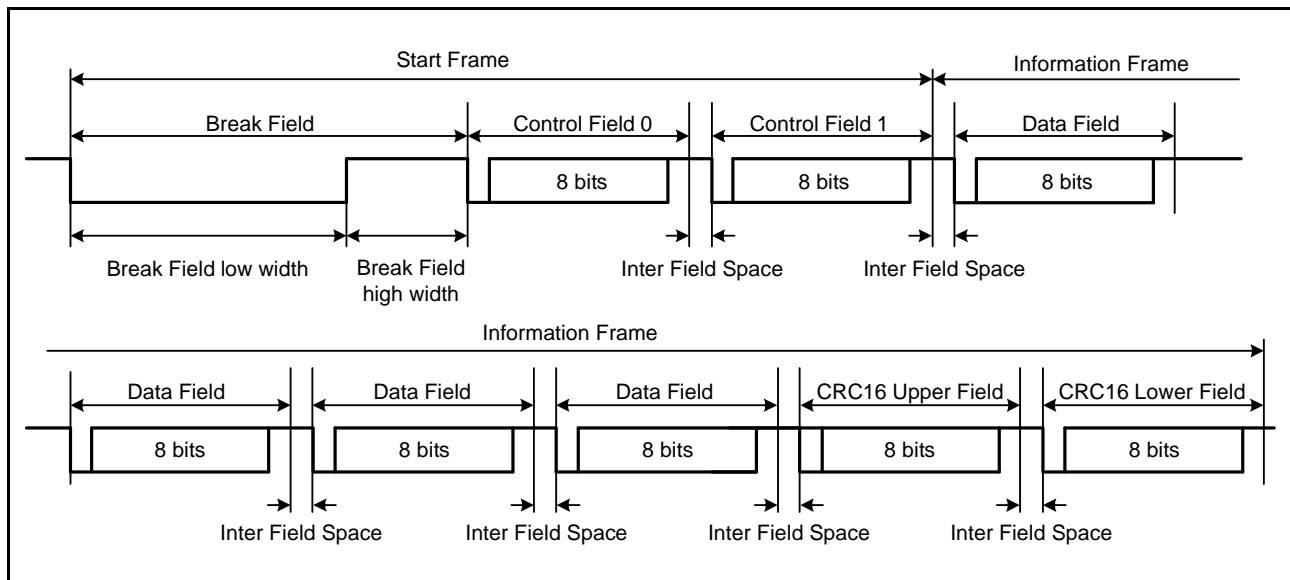 Start Frame
Information Frame
Break Field
Control Field 0
Control Field 1
Data Field
8 bits
8 bits
8 bits
Break Field low width
Break Field
high width
Inter Field Space
Inter Field Space
Information Frame
Data Field
Data Field
Data Field
CRC16 Upper Field
CRC16 Lower Field
8 bits
8 bits
8 bits
8 bits
8 bits
Inter Field Space
Inter Field Space
Inter Field Space
Inter Field Space